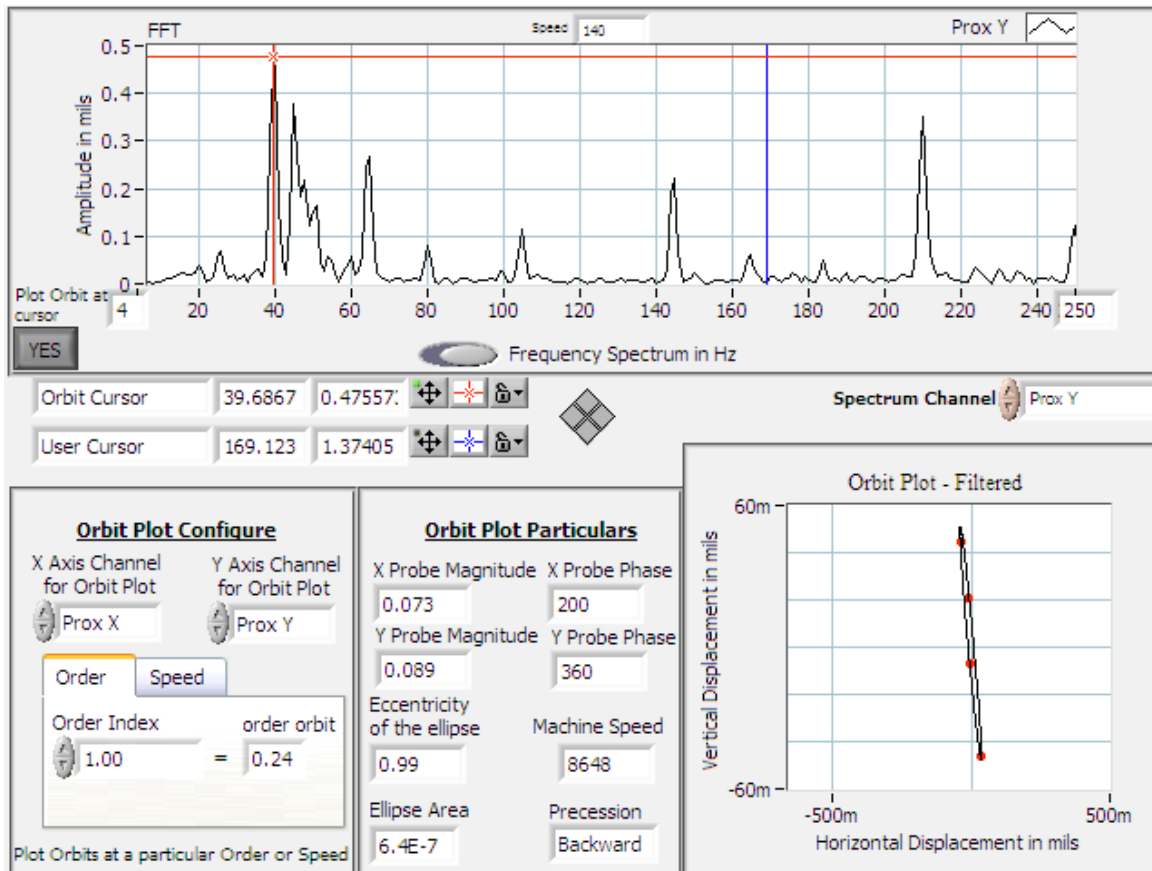 FFT Speed 140 Prox Y
Amplitude in mils
0.5
0.4
0.3
0.2
0.1
0
Plot Orbit at
cursor
4 20 40 60 80 100 120 140 160 180 200 220 240 250
YES
Frequency Spectrum in Hz
Orbit Cursor 39.6867
User Cursor 169.123 1.37405
Spectrum Channel Prox Y
Orbit Plot Configure
X Axis Channel
for Orbit Plot
Prox X
Y Axis Channel
for Orbit Plot
Prox Y
Order Speed
Order Index order orbit
1.00 = 0.24
Plot Orbits at a particular Order or Speed
Orbit Plot Particulars
X Probe Magnitude X Probe Phase
0.073 200
Y Probe Magnitude Y Probe Phase
0.089 360
Eccentricity
of the ellipse Machine Speed
0.99 8648
Ellipse Area Precession
6.4E-7 Backward
Orbit Plot - Filtered
60m
Vertical Displacement in mils
-60m
-500m 500m
Horizontal Displacement in mils